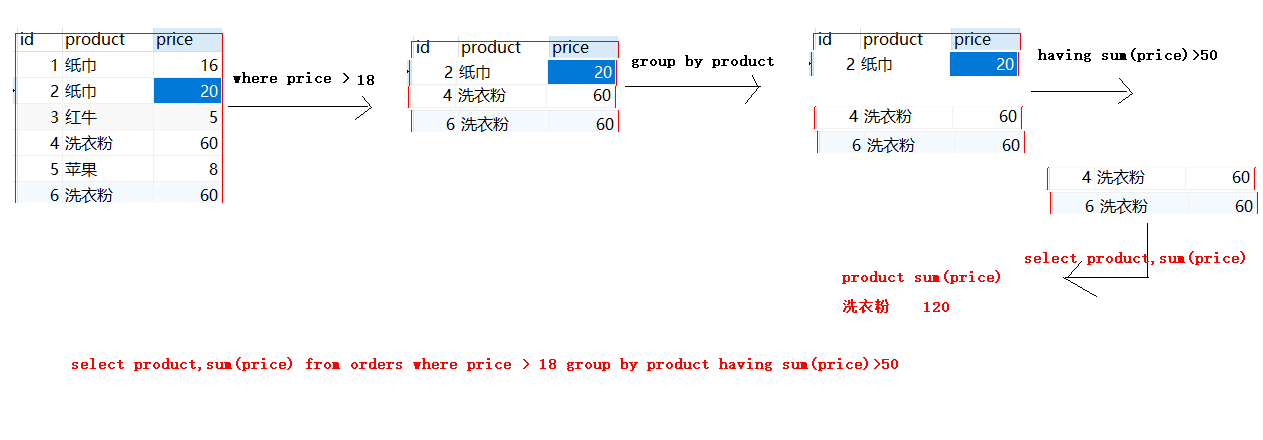 id product price
1 纸巾 16
2 纸巾 20
3 红牛 5
4 洗衣粉 60
5 苹果 8
6 洗衣粉 60
where price > 18
id product price
2 纸巾 20
4 洗衣粉 60
6 洗衣粉 60
group by product
id product price
2 纸巾 20
4 洗衣粉 60
6 洗衣粉 60
having sum(price)>50
4 洗衣粉 60
6 洗衣粉 60
select product,sum(price)
product sum(price)
洗衣粉 120
select product,sum(price) from orders where price > 18 group by product having sum(price)>50